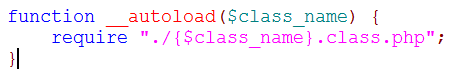 function __autoload($class_name) {
    require "./{$class_name}.class.php";
}